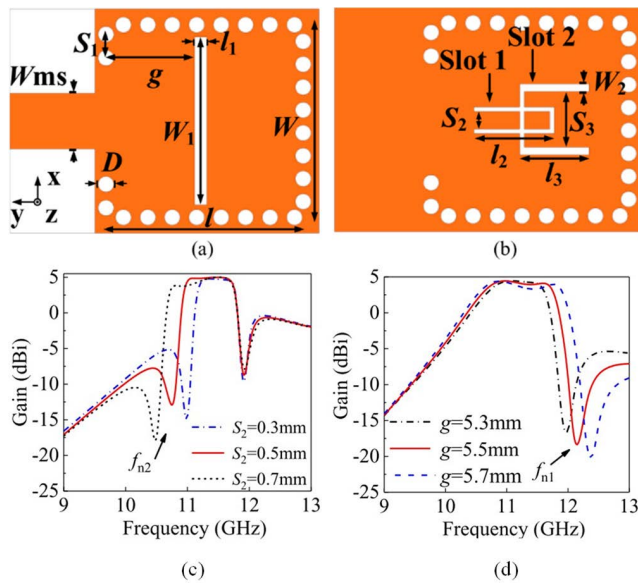 S1
l1
g
Wms
W1
W
D
x
y
z
l
(a)
Slot 2
Slot 1
W2
S2
S3
l2
l3
(b)
(c)
5
0
-5
-10
-15
-20
-25
Gain (dBi)
S2=0.3mm
S2=0.5mm
S2=0.7mm
fn2
9 10 11 12 13
Frequency (GHz)
(d)
5
0
-5
-10
-15
-20
-25
Gain (dBi)
g=5.3mm
g=5.5mm
g=5.7mm
fn1
9 10 11 12 13
Frequency (GHz)
(c)
(d)